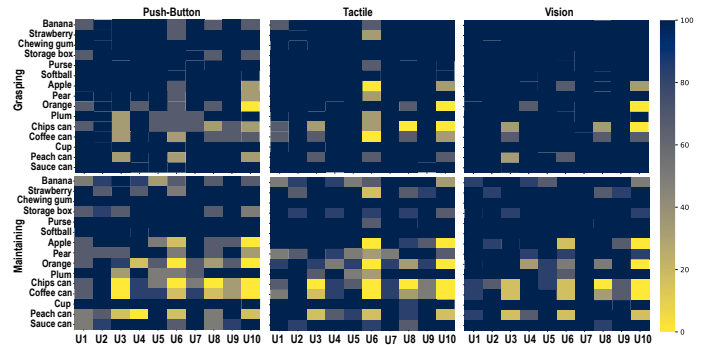 Push-Button Tactile Vision
Grasping
Banana
Strawberry
Chewing gum
Storage box
Purse
Softball
Apple
Pear
Orange
Plum
Chips can
Coffee can
Cup
Peach can
Sauce can
Maintaining
Banana
Strawberry
Chewing gum
Storage box
Purse
Softball
Apple
Pear
Orange
Plum
Chips can
Coffee can
Cup
Peach can
Sauce can
U1 U2 U3 U4 U5 U6 U7 U8 U9 U10 U1 U2 U3 U4 U5 U6 U7 U8 U9 U10 U1 U2 U3 U4 U5 U6 U7 U8 U9 U10
100
80
60
40
20
0